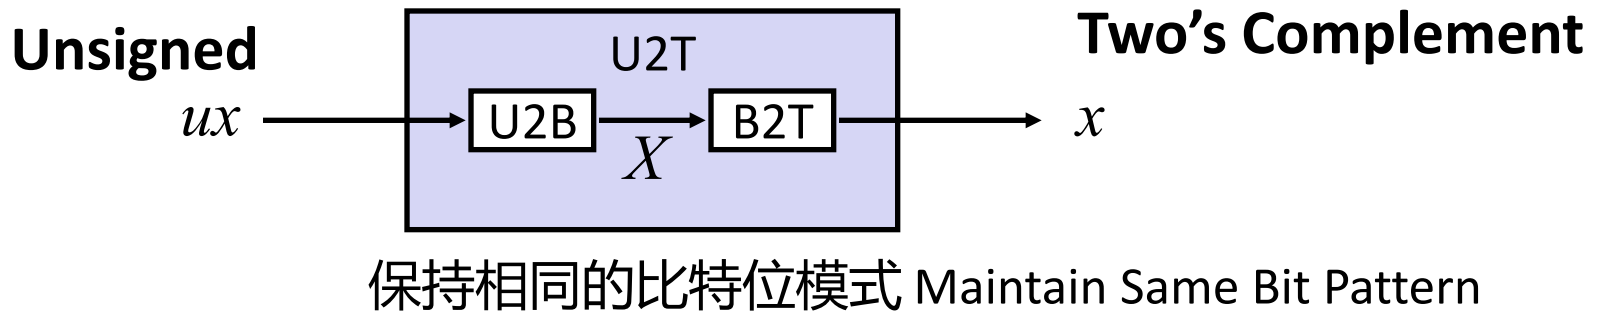 Unsigned
Two's Complement
U2T
ux
U2B
B2T
x
X
保持相同的比特位模式 Maintain Same Bit Pattern